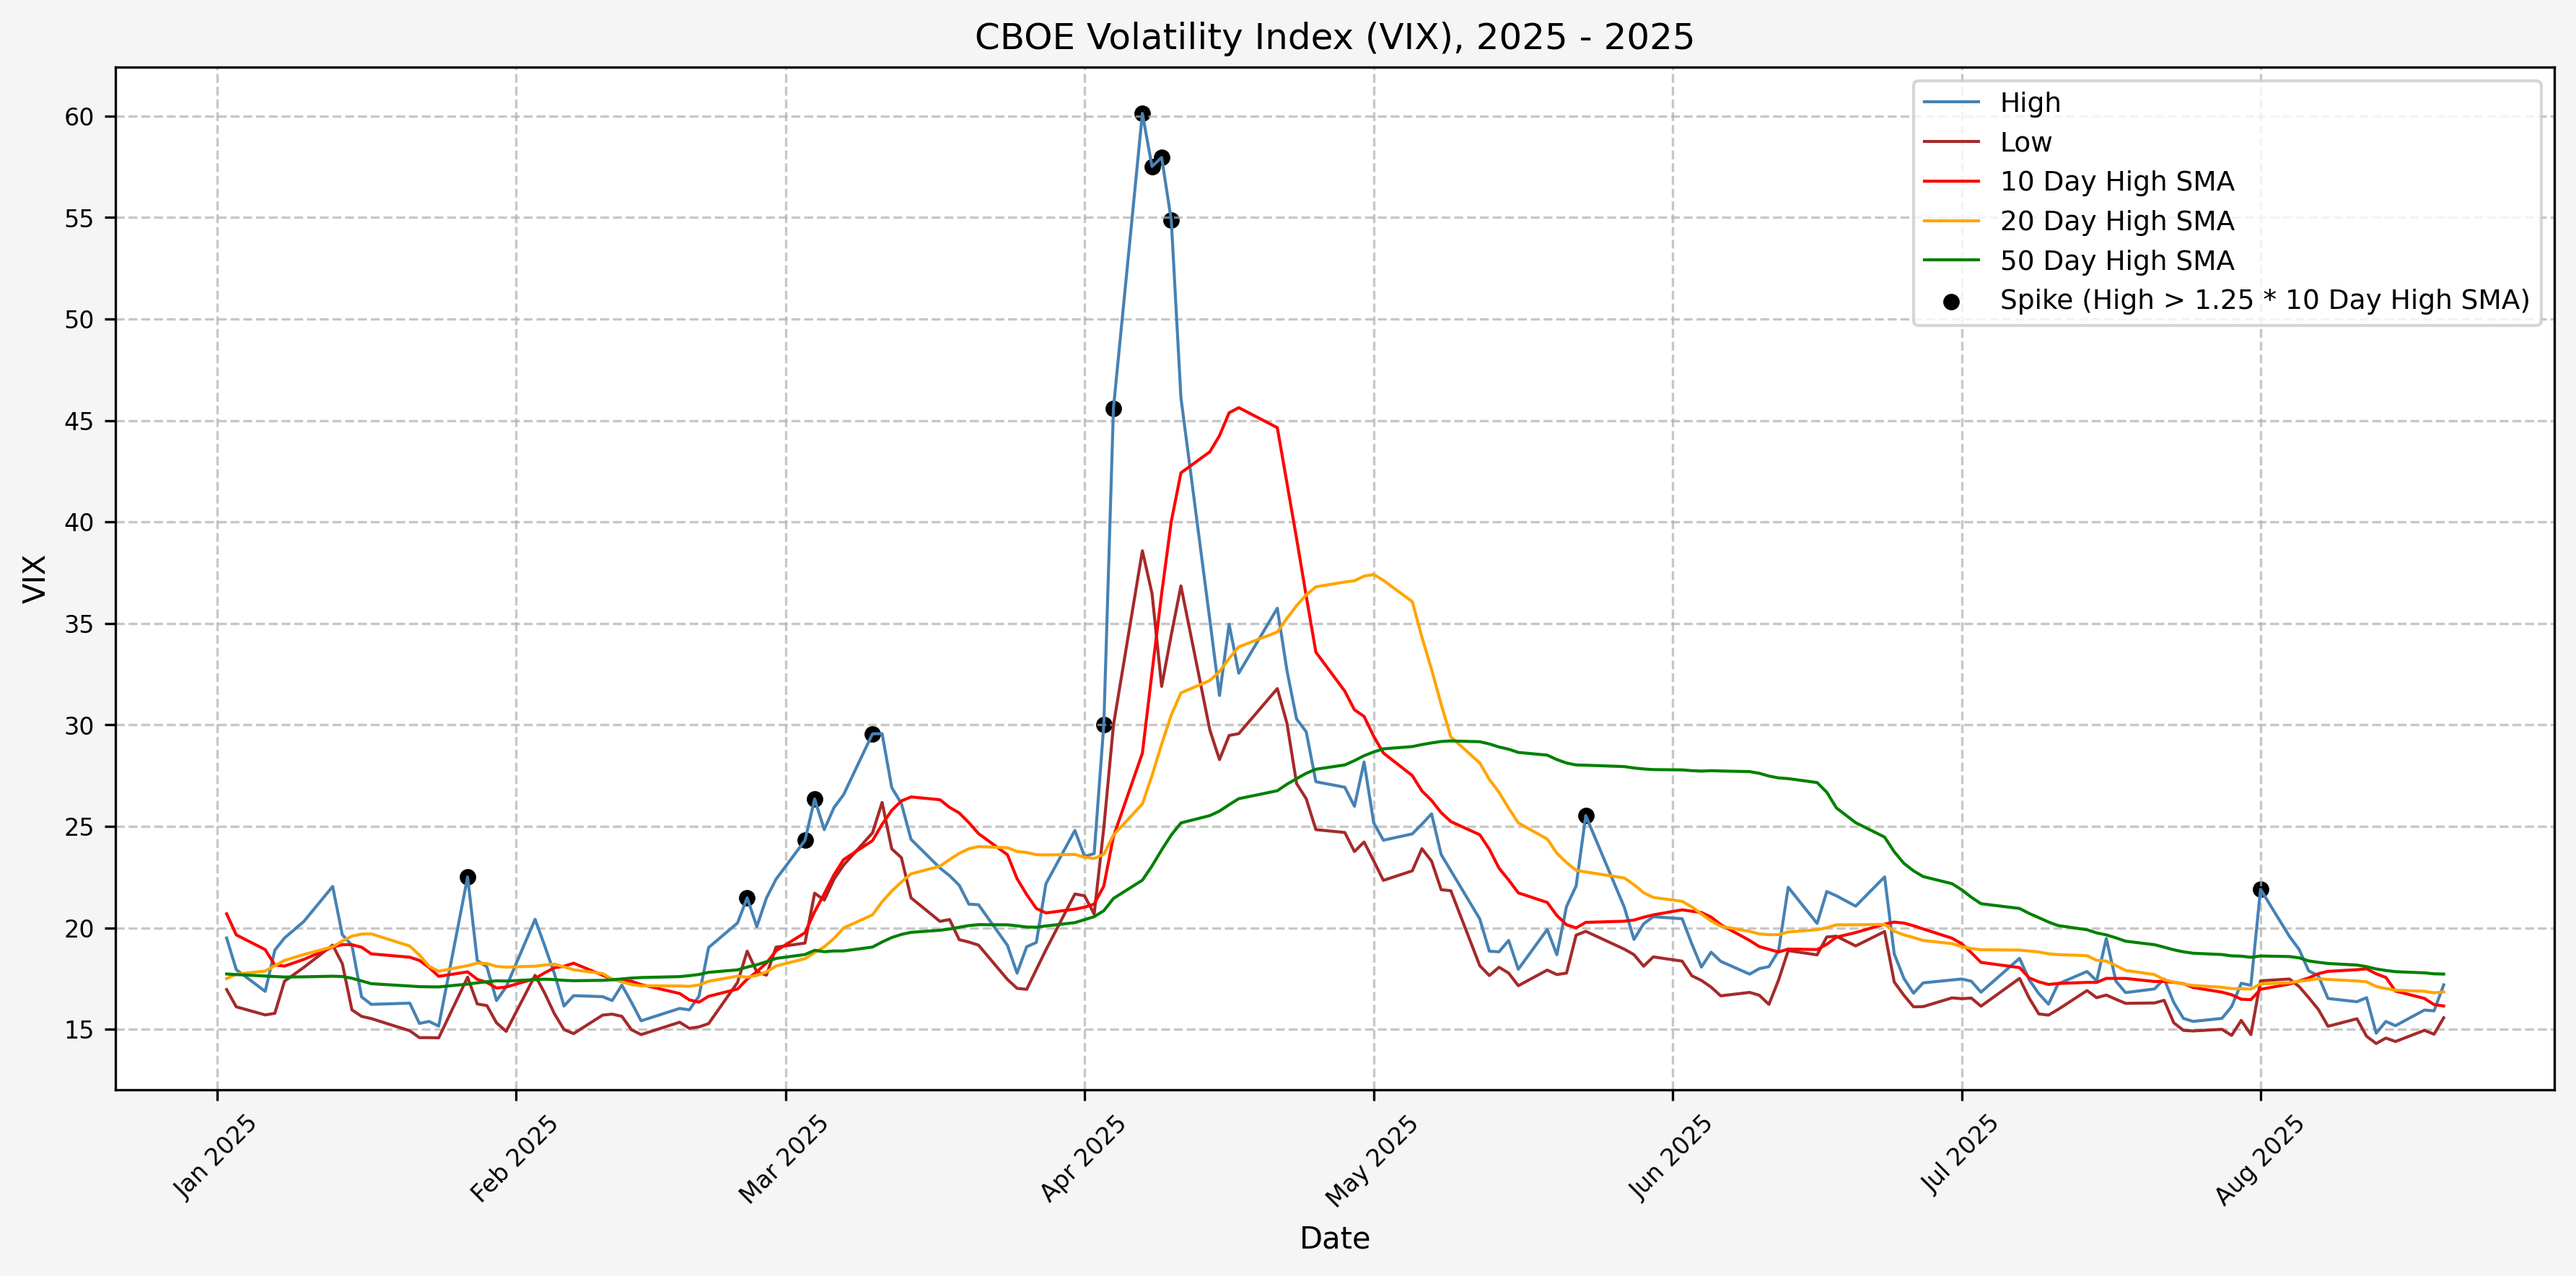 CBOE Volatility Index (VIX), 2025 - 2025
High
Low
10 Day High SMA
20 Day High SMA
50 Day High SMA
Spike (High > 1.25 * 10 Day High SMA)
VIX
60
55
50
45
40
35
30
25
20
15
Jan 2025
Feb 2025
Mar 2025
Apr 2025
May 2025
Jun 2025
Jul 2025
Aug 2025
Date